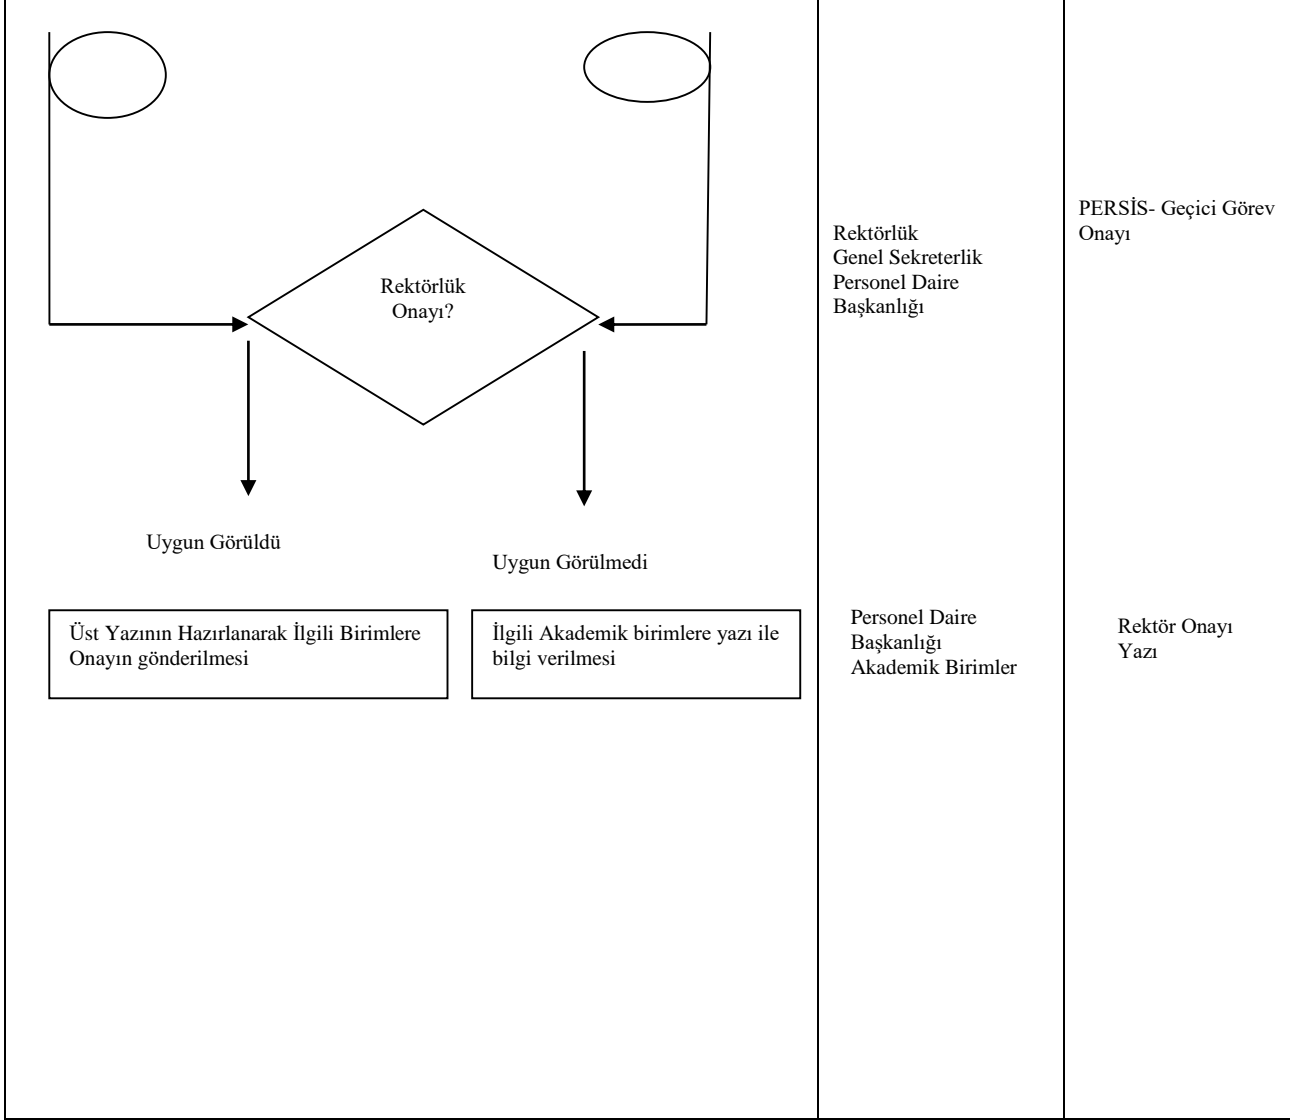 Rektörlük
Onayı?
Rektörlük
Genel Sekreterlik
Personel Daire
Başkanlığı
PERSİS- Geçici Görev
Onayı
Uygun Görüldü
Uygun Görülmedi
Üst Yazının Hazırlanarak İlgili Birimlere
Onayın gönderilmesi
İlgili Akademik birimlere yazı ile
bilgi verilmesi
Personel Daire
Başkanlığı
Akademik Birimler
Rektör Onayı
Yazı